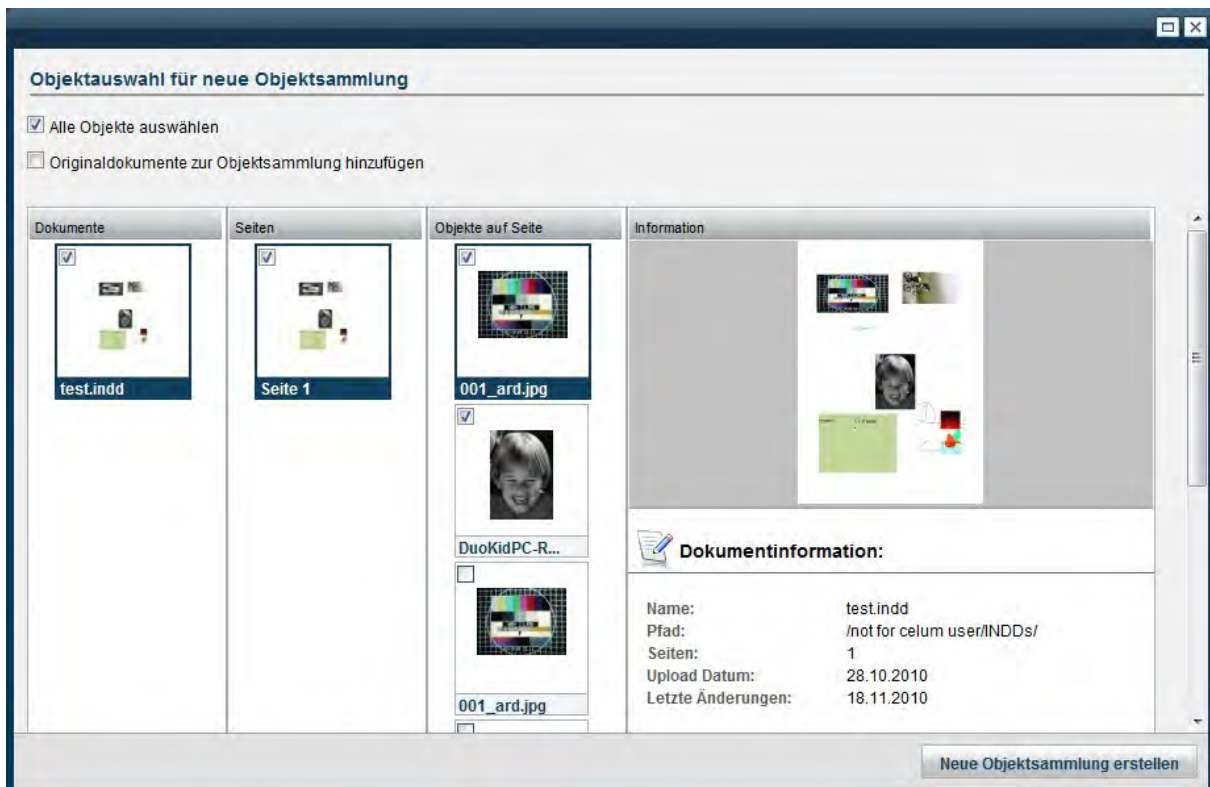 Objektauswahl für neue Objektsammlung
Alle Objekte auswählen
Originaldokumente zur Objektsammlung hinzufügen
Dokumente
Seiten
Objekte auf Seite
Information
test.indd
Seite 1
001_ard.jpg
DuoKidPC-R...
001_ard.jpg
Dokumentinformation:
Name: test.indd
Pfad: /not for celum user/INDDs/
Seiten: 1
Upload Datum: 28.10.2010
Letzte Änderungen: 18.11.2010
Neue Objektsammlung erstellen